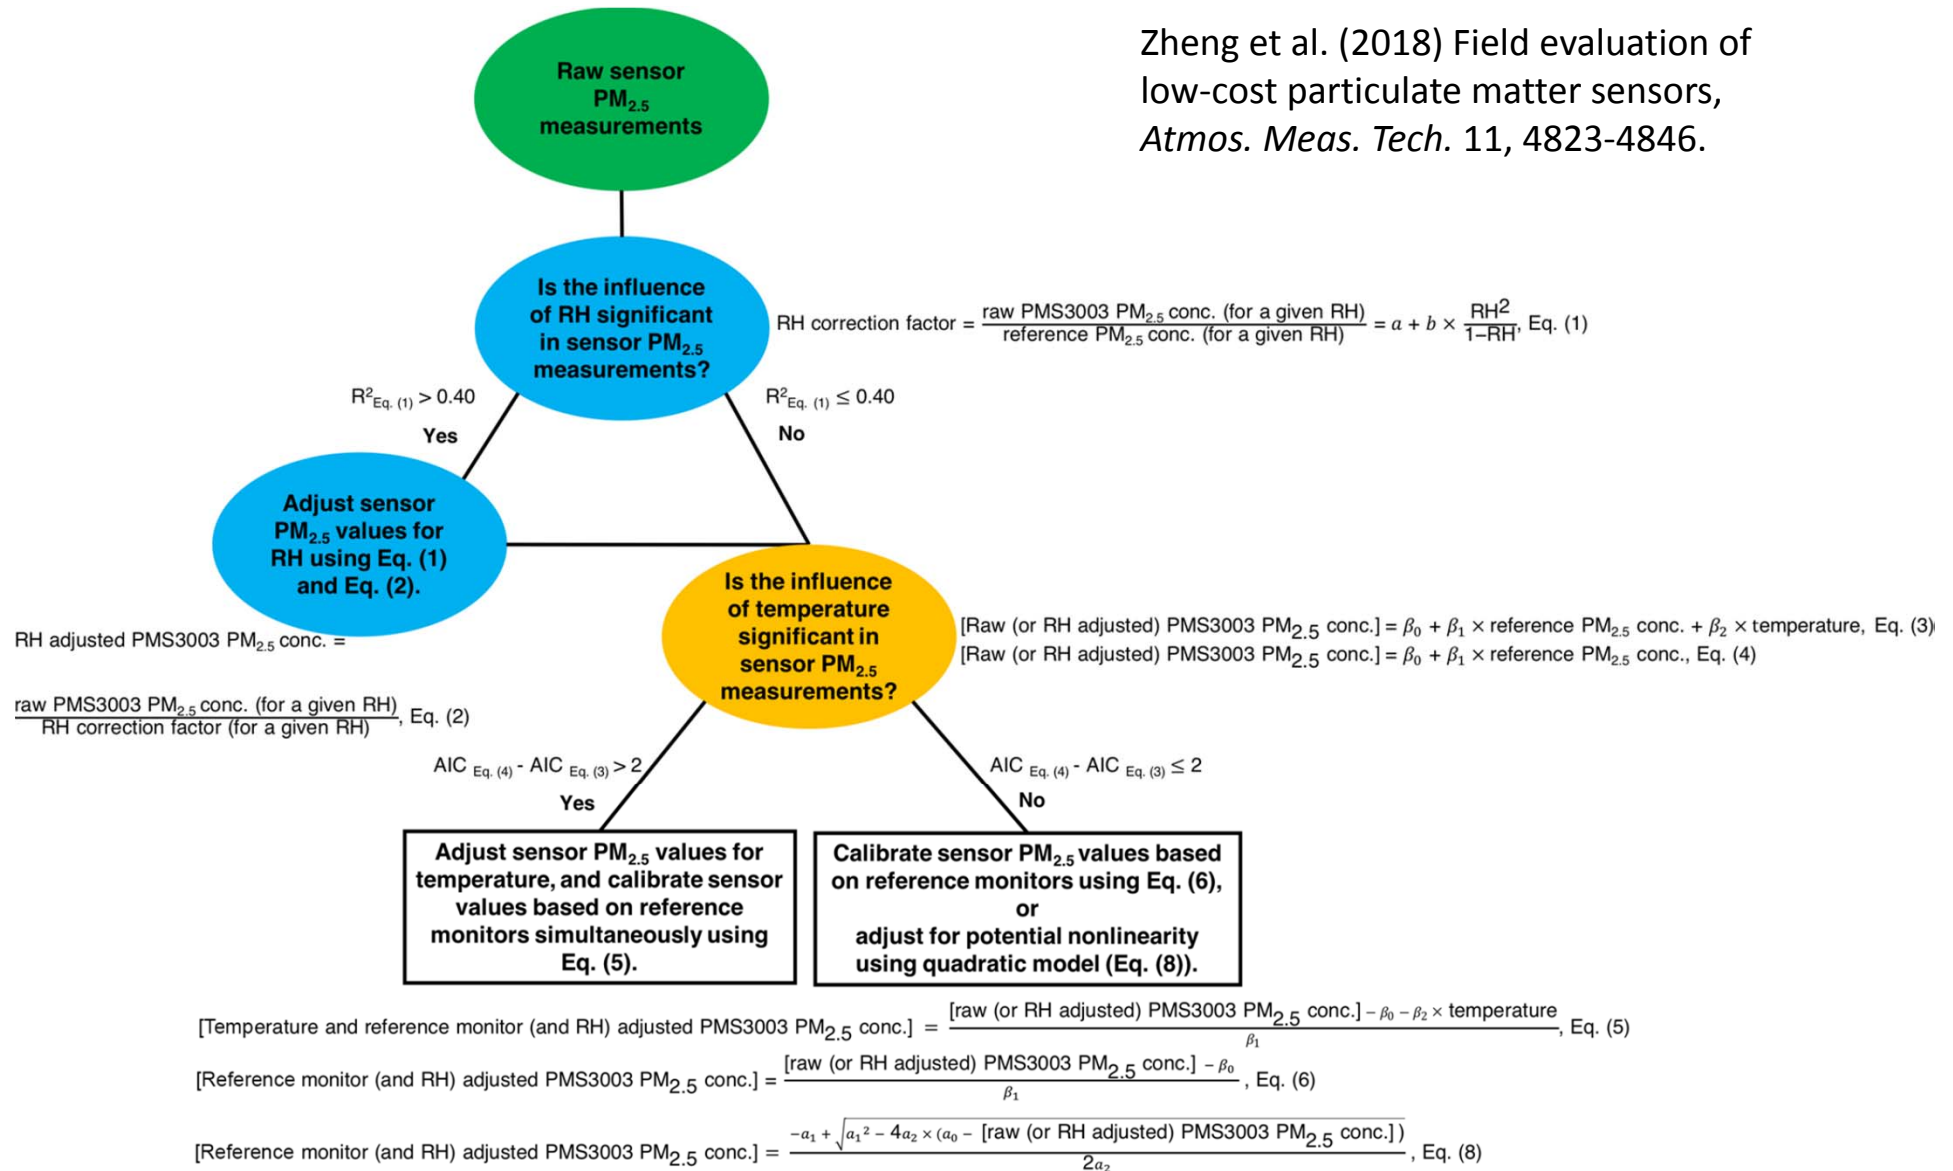 Zheng et al. (2018) Field evaluation of
low-cost particulate matter sensors,
Atmos. Meas. Tech. 11, 4823-4846.
Raw sensor
PM2.5
measurements
Is the influence
of RH significant
in sensor PM2.5
measurements?
RH correction factor = raw PMS3003 PM2.5 conc. (for a given RH) / reference PM2.5 conc. (for a given RH) = a + b × RH² / 1−RH, Eq. (1)
R²Eq. (1) > 0.40
Yes
R²Eq. (1) ≤ 0.40
No
Adjust sensor
PM2.5 values for
RH using Eq. (1)
and Eq. (2).
RH adjusted PMS3003 PM2.5 conc. =
raw PMS3003 PM2.5 conc. (for a given RH) / RH correction factor (for a given RH), Eq. (2)
Is the influence
of temperature
significant in
sensor PM2.5
measurements?
[Raw (or RH adjusted) PMS3003 PM2.5 conc.] = β0 + β1 × reference PM2.5 conc. + β2 × temperature, Eq. (3)
[Raw (or RH adjusted) PMS3003 PM2.5 conc.] = β0 + β1 × reference PM2.5 conc., Eq. (4)
AIC Eq. (4) - AIC Eq. (3) > 2
Yes
AIC Eq. (4) - AIC Eq. (3) ≤ 2
No
Adjust sensor PM2.5 values for
temperature, and calibrate sensor
values based on reference
monitors simultaneously using
Eq. (5).
Calibrate sensor PM2.5 values based
on reference monitors using Eq. (6),
or
adjust for potential nonlinearity
using quadratic model (Eq. (8)).
[Temperature and reference monitor (and RH) adjusted PMS3003 PM2.5 conc.] = [raw (or RH adjusted) PMS3003 PM2.5 conc.] − β0 − β2 × temperature / β1, Eq. (5)
[Reference monitor (and RH) adjusted PMS3003 PM2.5 conc.] = [raw (or RH adjusted) PMS3003 PM2.5 conc.] − β0 / β1, Eq. (6)
[Reference monitor (and RH) adjusted PMS3003 PM2.5 conc.] = −a1 + √a1² − 4a2 × (a0 − [raw (or RH adjusted) PMS3003 PM2.5 conc.]) / 2a2, Eq. (8)